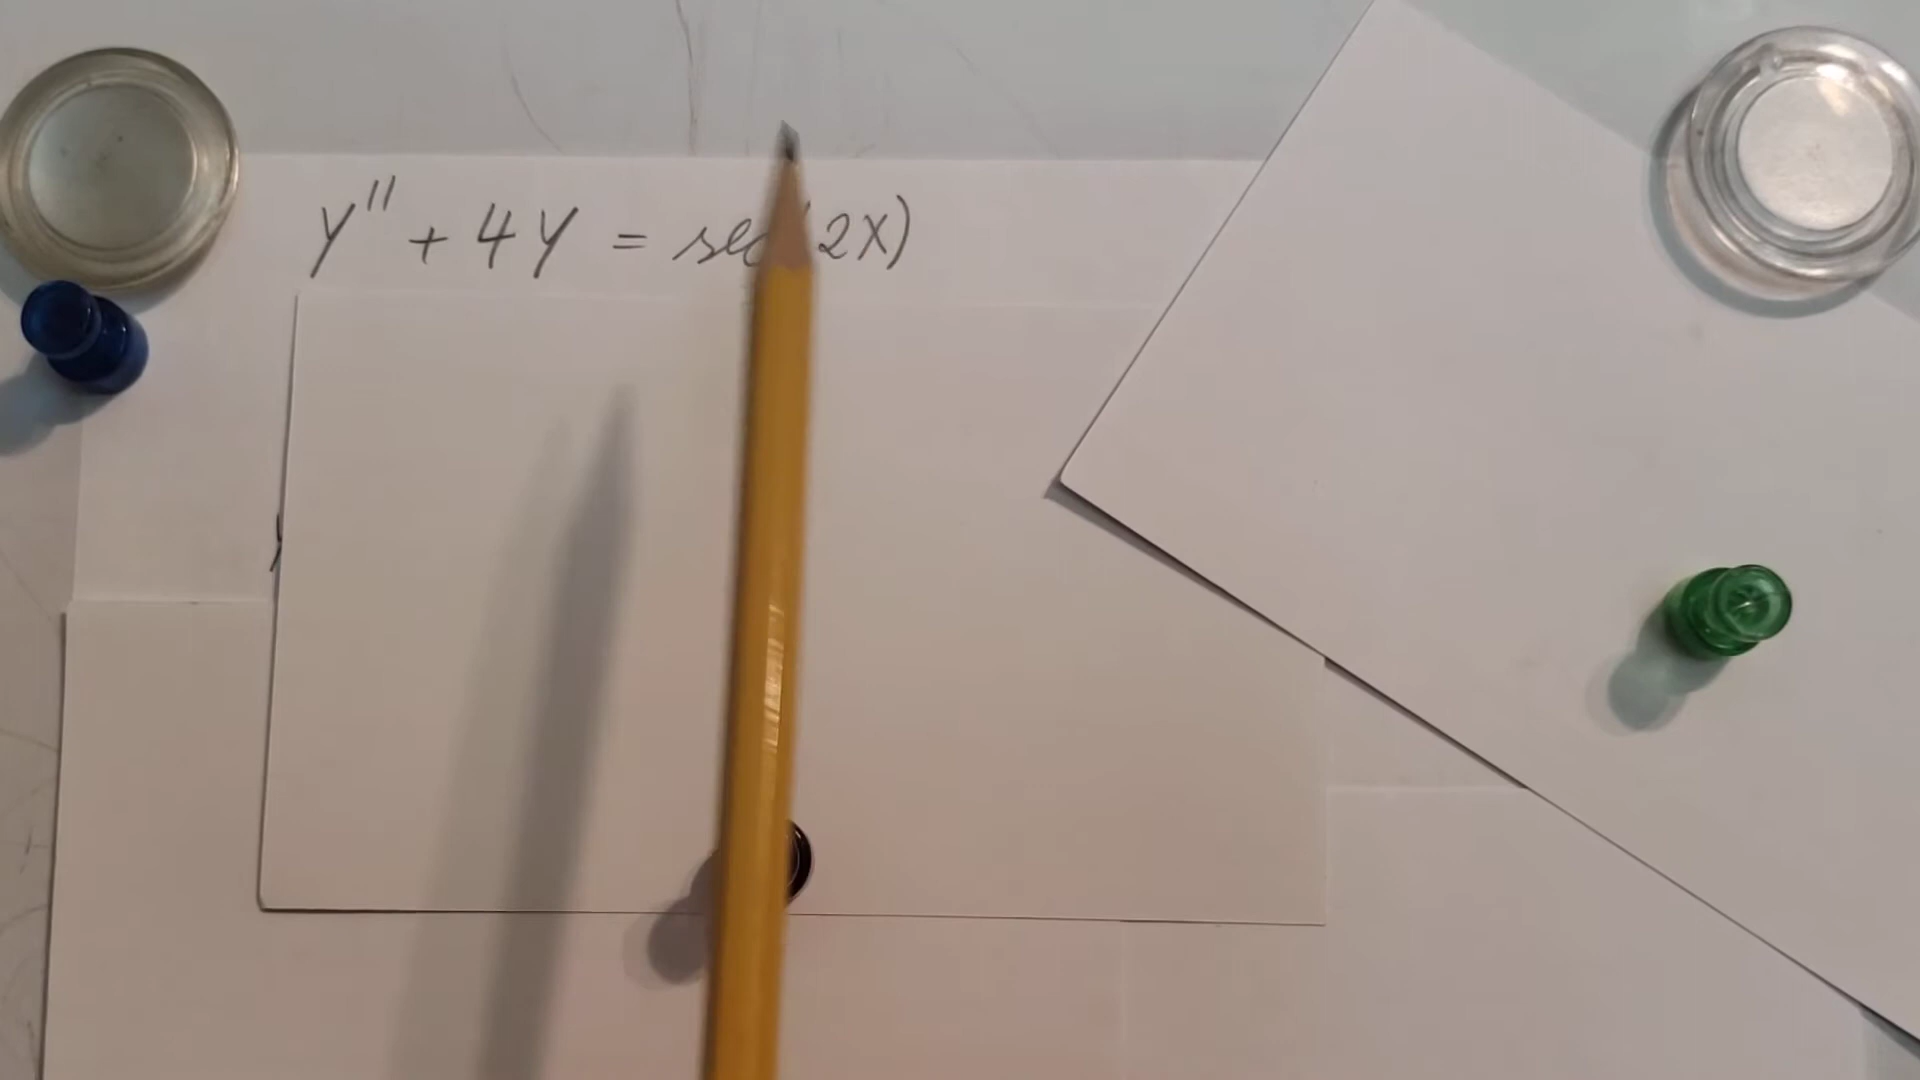 y'' + 4y = sec(2x)